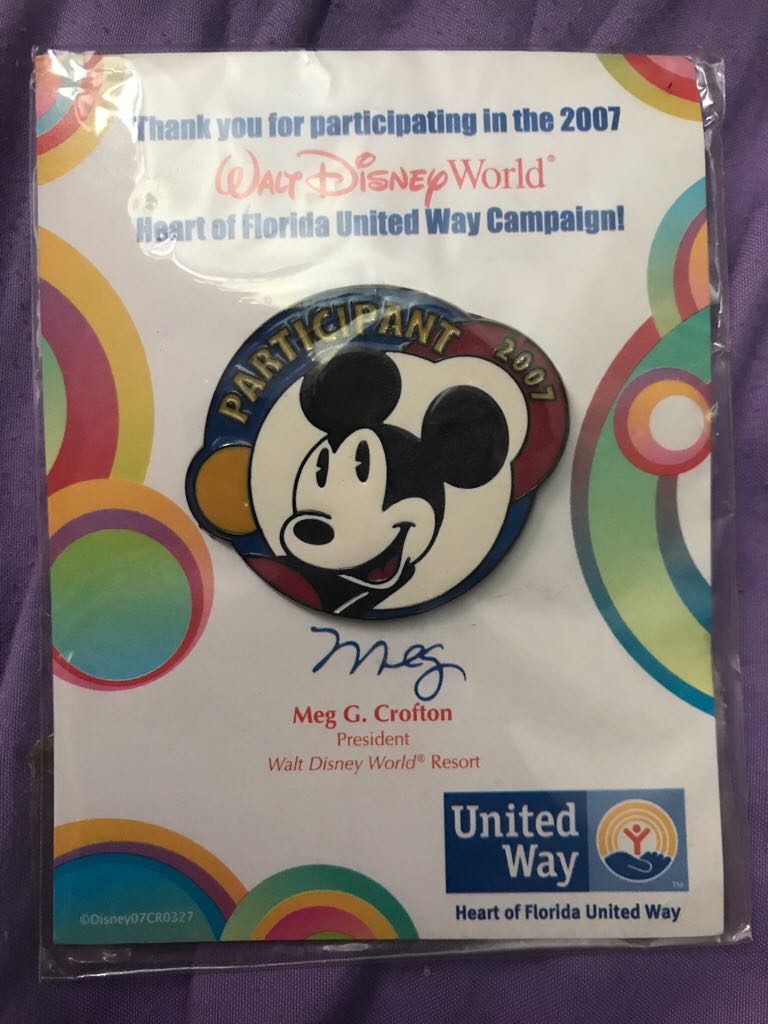 Thank you for participating in the 2007
Walt Disney World®
Heart of Florida United Way Campaign!
PARTICIPANT 2007
Meg
Meg G. Crofton
President
Walt Disney World® Resort
United
Way
TM
Heart of Florida United Way
©Disney07CR0327